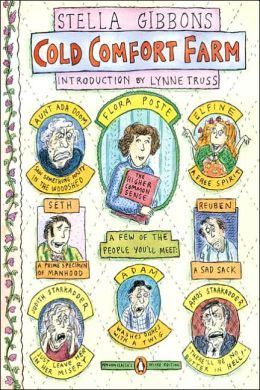 STELLA GIBBONS
COLD COMFORT FARM
INTRODUCTION BY LYNNE TRUSS
AUNT ADA DOOM
SAW SOMETHING NASTY
IN THE WOODSHED
FLORA POSTE
THE
HIGHER
COMMON
SENSE
ELFINE
A FREE SPIRIT
SETH
A PRIME SPECIMEN
OF MANHOOD
A FEW OF THE
PEOPLE YOU'LL MEET:
REUBEN
A SAD SACK
JUDITH STARKADDER
JUST LEAVE HER
IN HER MISERY
ADAM
WASHES DISHES
WITH A TWIG
AMOS STARKADDER
THERE'LL BE NO
BUTTER IN HELL!
PENGUIN CLASSICS
DELUXE EDITION